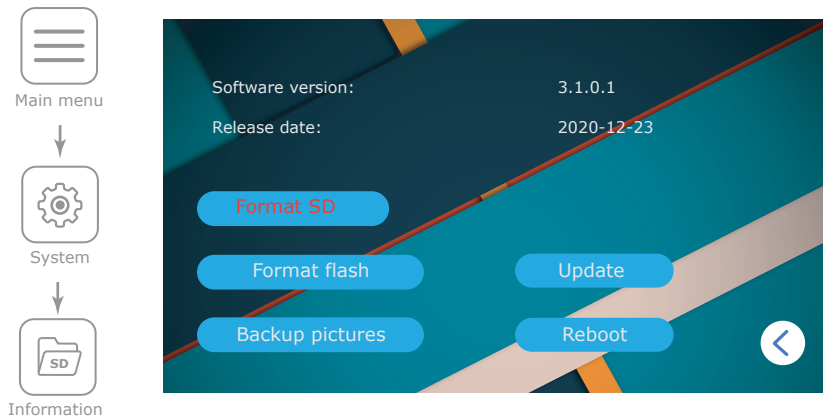 Main menu
System
SD
Information
Software version: 3.1.0.1
Release date: 2020-12-23
Format SD
Format flash Update
Backup pictures Reboot